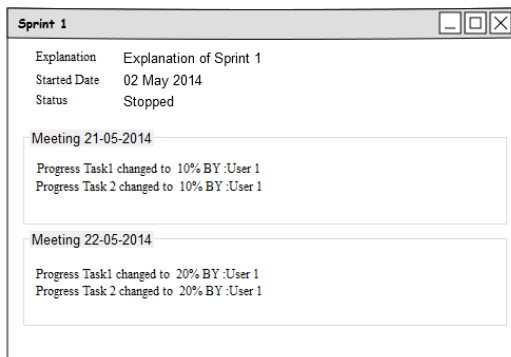 Sprint 1
Explanation Explanation of Sprint 1
Started Date 02 May 2014
Status Stopped
Meeting 21-05-2014
Progress Task1 changed to 10% BY :User 1
Progress Task 2 changed to 10% BY :User 1
Meeting 22-05-2014
Progress Task1 changed to 20% BY :User 1
Progress Task 2 changed to 20% BY :User 1